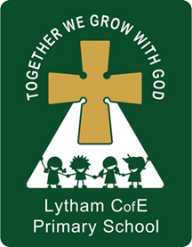 TOGETHER WE GROW WITH GOD
Lytham CofE
Primary School